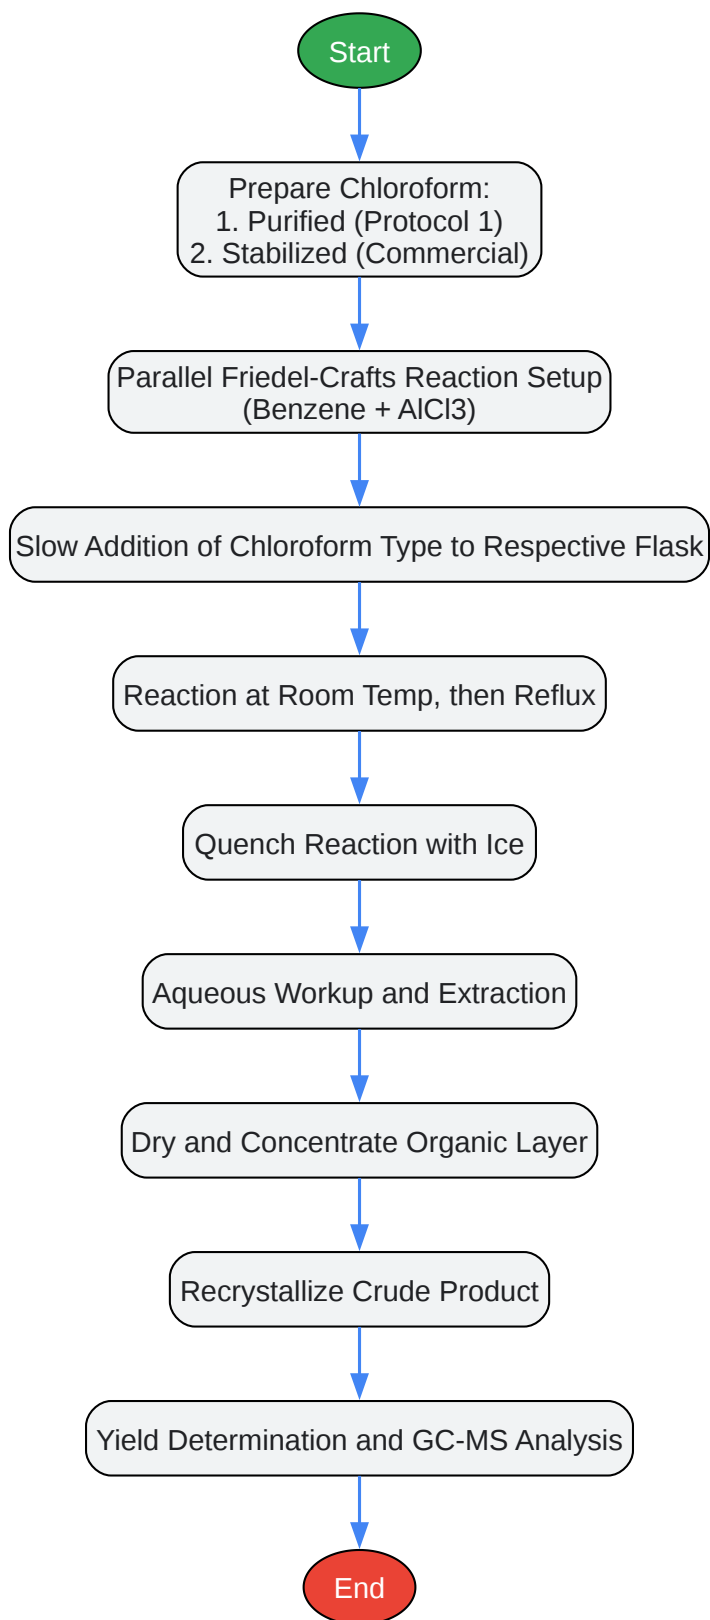 Start
Prepare Chloroform:
1. Purified (Protocol 1)
2. Stabilized (Commercial)
Parallel Friedel-Crafts Reaction Setup
(Benzene + AlCl3)
Slow Addition of Chloroform Type to Respective Flask
Reaction at Room Temp, then Reflux
Quench Reaction with Ice
Aqueous Workup and Extraction
Dry and Concentrate Organic Layer
Recrystallize Crude Product
Yield Determination and GC-MS Analysis
End